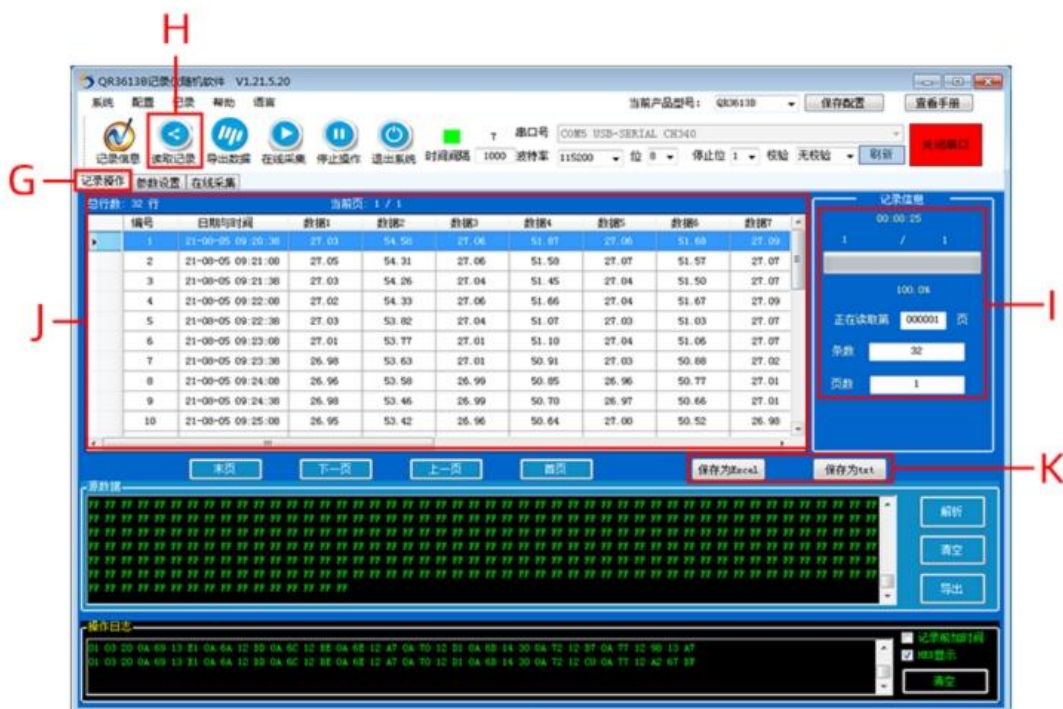 H
QR3613B记录仪随机软件 V1.21.5.20
系统 配置 记录 帮助 语言 当前产品型号: QR3613B 保存配置 查看手册
记录信息 读取记录 导出数据 在线采集 停止操作 退出系统
T 串口号 COM5 USB-SERIAL CH340 关闭串口
时间间隔 1000 波特率 115200 位 8 停止位 1 校验 无校验 刷新
G
记录操作 参数设置 在线采集
总行数: 32 行 当前页: 1 / 1
编号 日期与时间 数据1 数据2 数据3 数据4 数据5 数据6 数据7
1 21-08-05 09:20:38 27.03 54.58 27.06 51.87 27.06 51.68 27.09
2 21-08-05 09:21:08 27.05 54.31 27.06 51.58 27.07 51.57 27.07
3 21-08-05 09:21:38 27.03 54.26 27.04 51.45 27.04 51.50 27.07
4 21-08-05 09:22:08 27.02 54.33 27.06 51.66 27.04 51.67 27.09
5 21-08-05 09:22:38 27.03 53.82 27.04 51.07 27.03 51.03 27.07
6 21-08-05 09:23:08 27.01 53.77 27.01 51.10 27.04 51.06 27.07
7 21-08-05 09:23:38 26.98 53.63 27.01 50.91 27.03 50.88 27.02
8 21-08-05 09:24:08 26.96 53.58 26.99 50.85 26.96 50.77 27.01
9 21-08-05 09:24:38 26.98 53.46 26.99 50.70 26.97 50.66 27.01
10 21-08-05 09:25:08 26.95 53.42 26.96 50.64 27.00 50.52 26.98
J
记录信息
00:00:25
1 / 1
100.0%
正在读取第 000001 页
条数 32
页数 1
I
末页 下一页 上一页 首页 保存为Excel 保存为txt
K
源数据
解析
清空
导出
操作日志
记录前加时间
HEX显示
清空